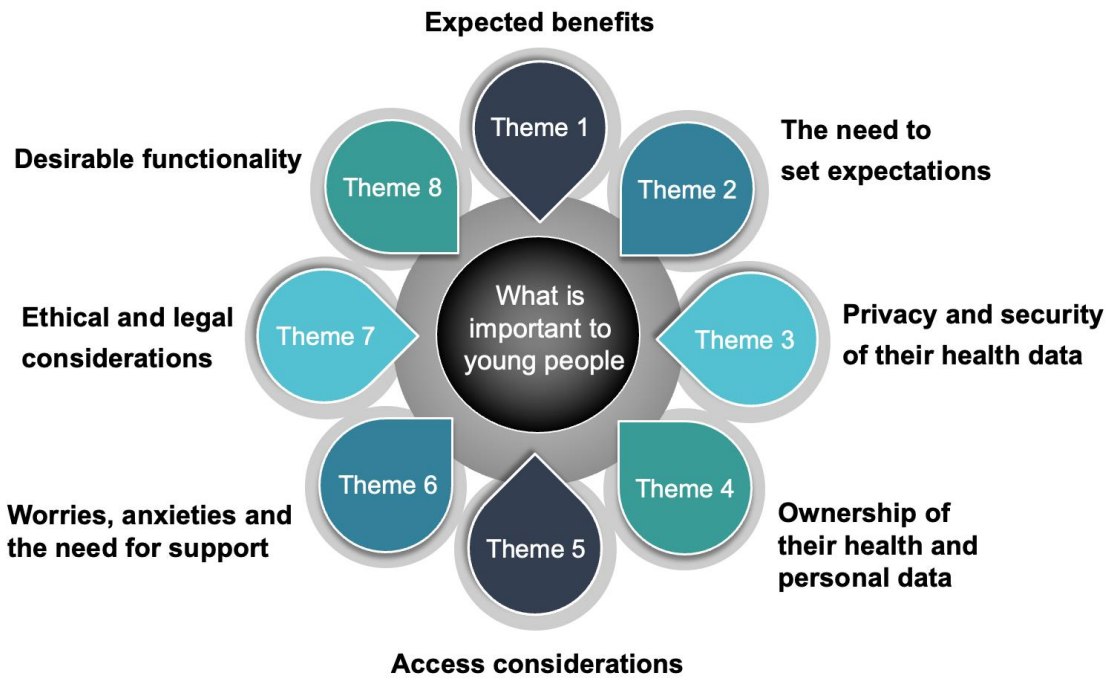 Expected benefits
Theme 1
The need to
set expectations
Theme 2
Privacy and security
of their health data
Theme 3
Ownership of
their health and
personal data
Theme 4
Access considerations
Theme 5
Worries, anxieties and
the need for support
Theme 6
Ethical and legal
considerations
Theme 7
Desirable functionality
Theme 8
What is
important to
young people